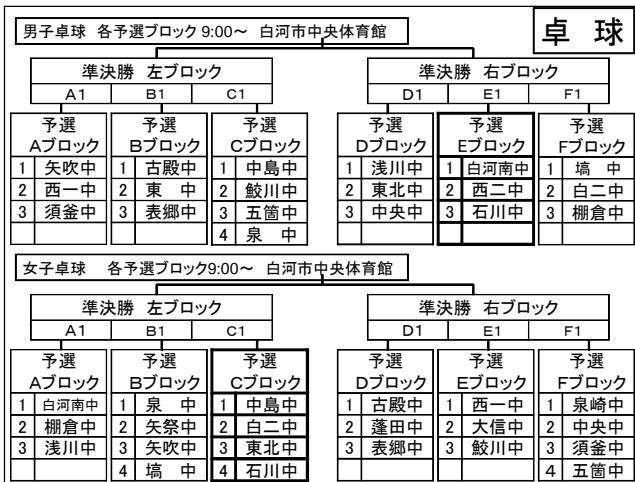 卓 球
男子卓球 各予選ブロック 9:00～ 白河市中央体育館
準決勝 左ブロック 準決勝 右ブロック
A1 B1 C1 D1 E1 F1
予選 予選 予選 予選 予選 予選
Aブロック Bブロック Cブロック Dブロック Eブロック Fブロック
1 矢吹中 1 古殿中 1 中島中 1 浅川中 1 白河南中 1 塙 中
2 西一中 2 東 中 2 鮫川中 2 東北中 2 西二中 2 白二中
3 須釜中 3 表郷中 3 五箇中 3 中央中 3 石川中 3 棚倉中
4 泉 中
女子卓球 各予選ブロック9:00～ 白河市中央体育館
準決勝 左ブロック 準決勝 右ブロック
A1 B1 C1 D1 E1 F1
予選 予選 予選 予選 予選 予選
Aブロック Bブロック Cブロック Dブロック Eブロック Fブロック
1 白河南中 1 泉 中 1 中島中 1 古殿中 1 西一中 1 泉崎中
2 棚倉中 2 矢祭中 2 白二中 2 蓬田中 2 大信中 2 中央中
3 浅川中 3 矢吹中 3 東北中 3 表郷中 3 鮫川中 3 須釜中
4 塙 中 4 石川中 4 五箇中